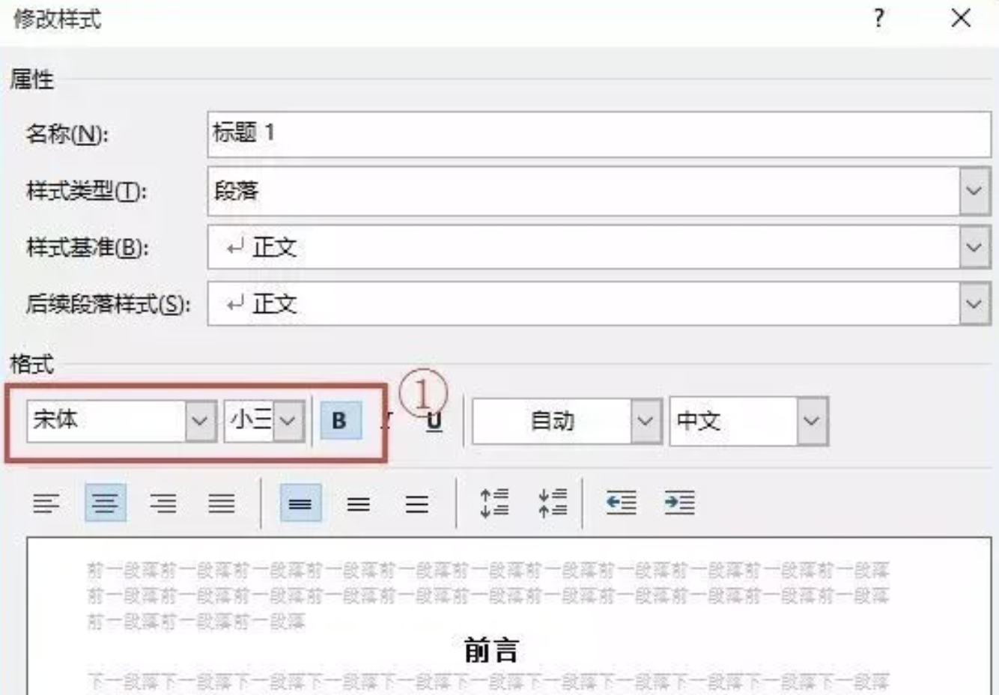 修改样式 ?
属性
名称(N): 标题 1
样式类型(T): 段落
样式基准(B): 正文
后续段落样式(S): 正文
格式
宋体 小三 B I U 自动 中文
①
前一段落前一段落前一段落前一段落前一段落前一段落前一段落前一段落前一段落前一段落前一段落
前一段落前一段落前一段落前一段落前一段落前一段落前一段落前一段落前一段落前一段落前一段落
前一段落前一段落前一段落
前言
下一段落下一段落下一段落下一段落下一段落下一段落下一段落下一段落下一段落下一段落下一段落